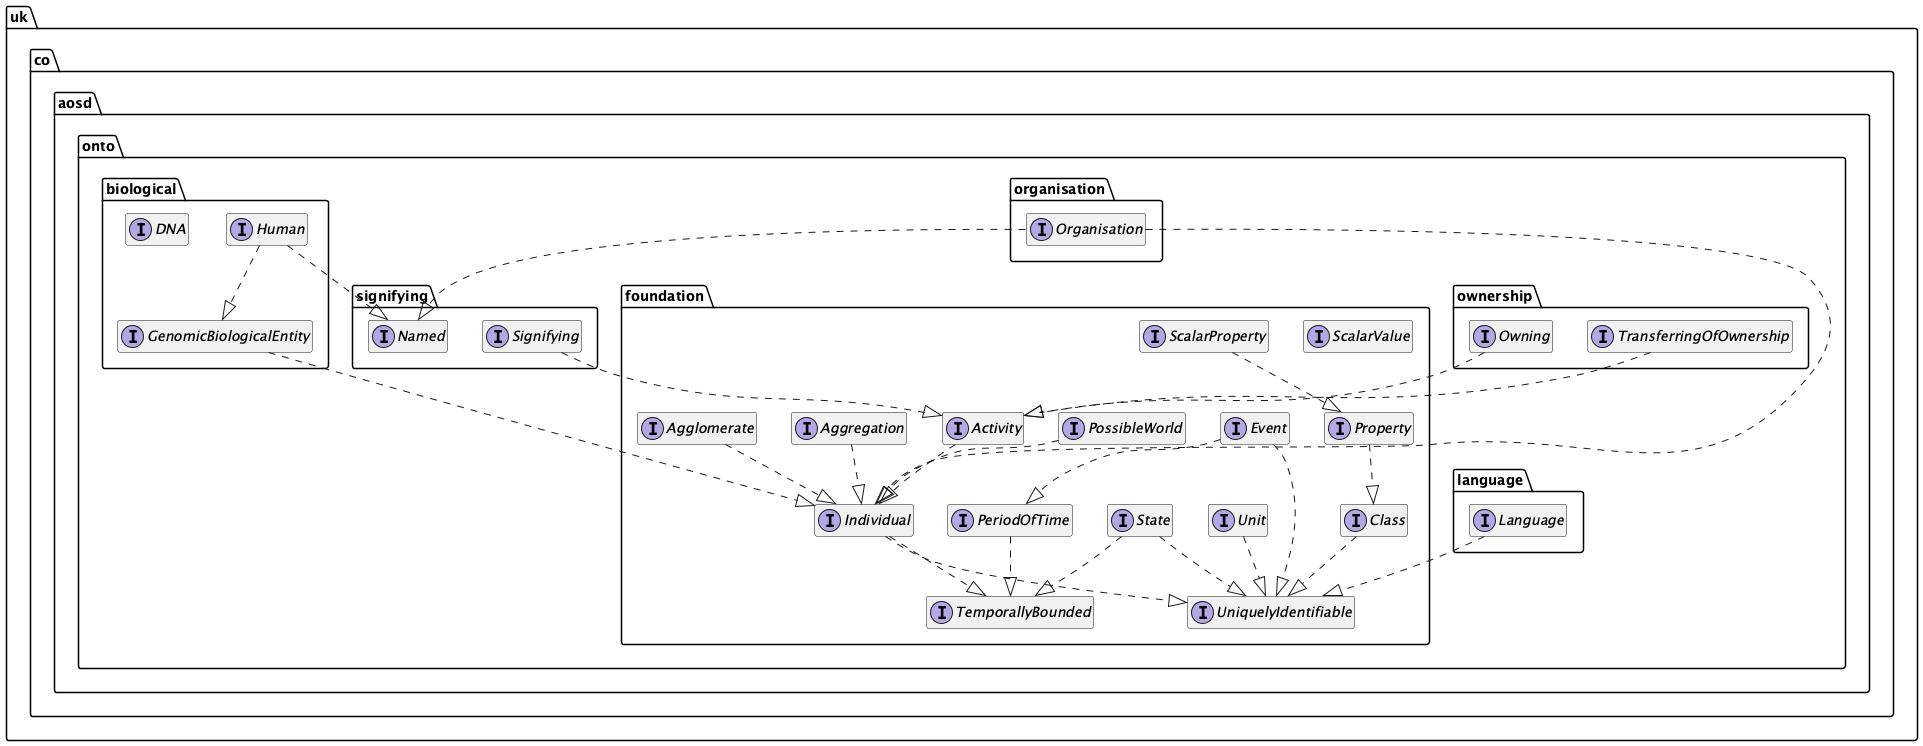 uk
co
aosd
onto
biological
organisation
I DNA
I Human
I Organisation
signifying
foundation
ownership
I GenomicBiologicalEntity
I Named
I Signifying
I ScalarProperty
I ScalarValue
I Owning
I TransferringOfOwnership
I Agglomerate
I Aggregation
I Activity
I PossibleWorld
I Event
I Property
language
I Individual
I PeriodOfTime
I State
I Unit
I Class
I Language
I TemporallyBounded
I UniquelyIdentifiable